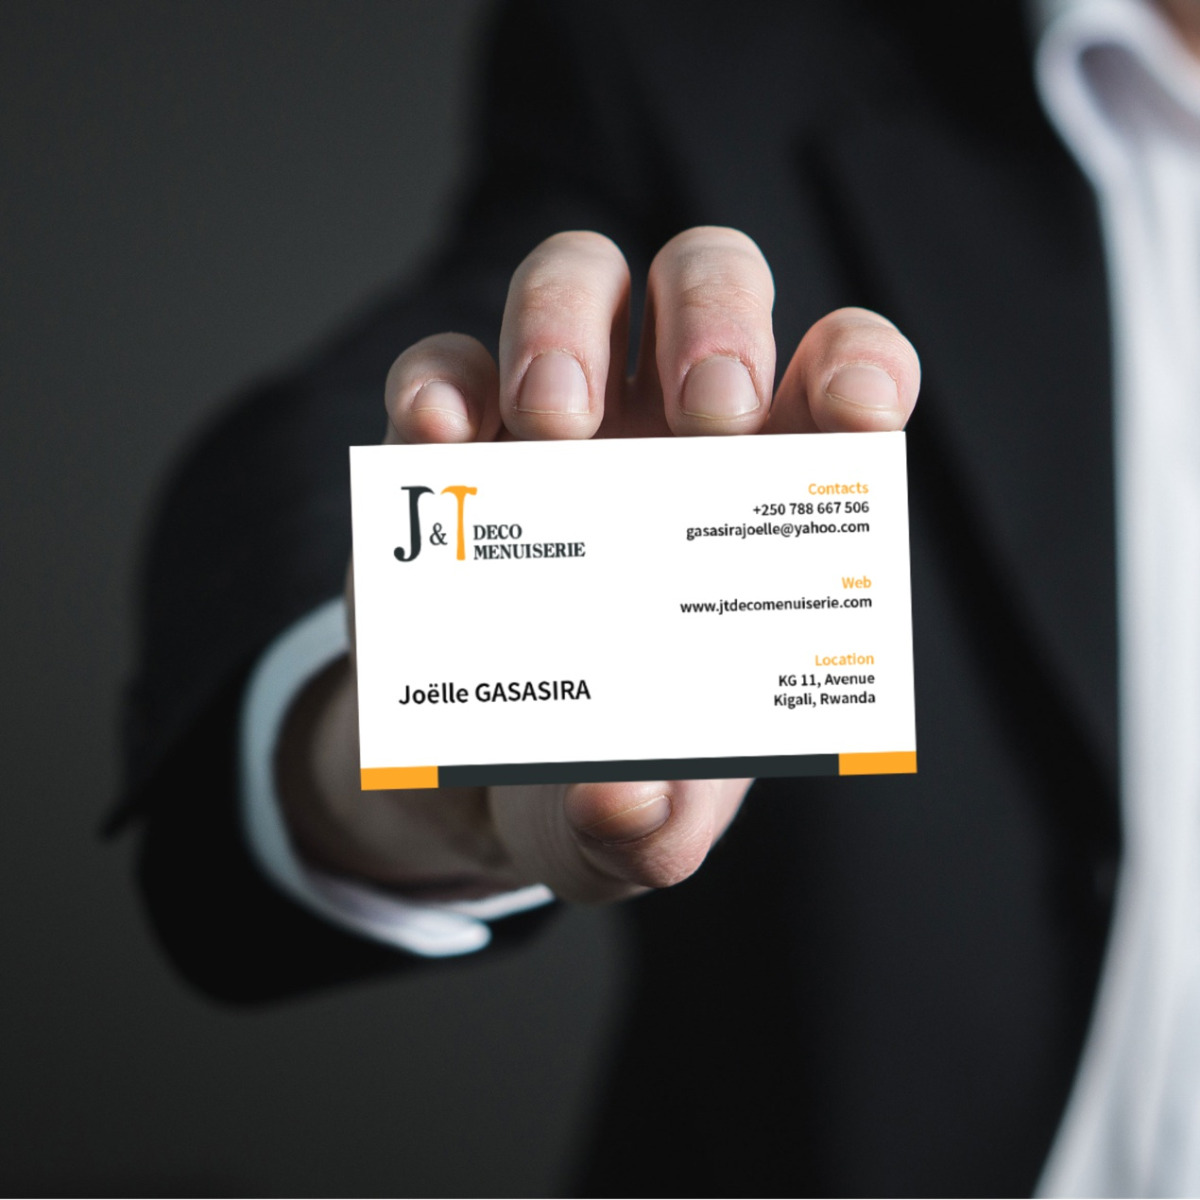 J & T DECO
MENUISERIE
Joëlle GASASIRA
Contacts
+250 788 667 506
gasasirajoelle@yahoo.com
Web
www.jtdecomenuiserie.com
Location
KG 11, Avenue
Kigali, Rwanda